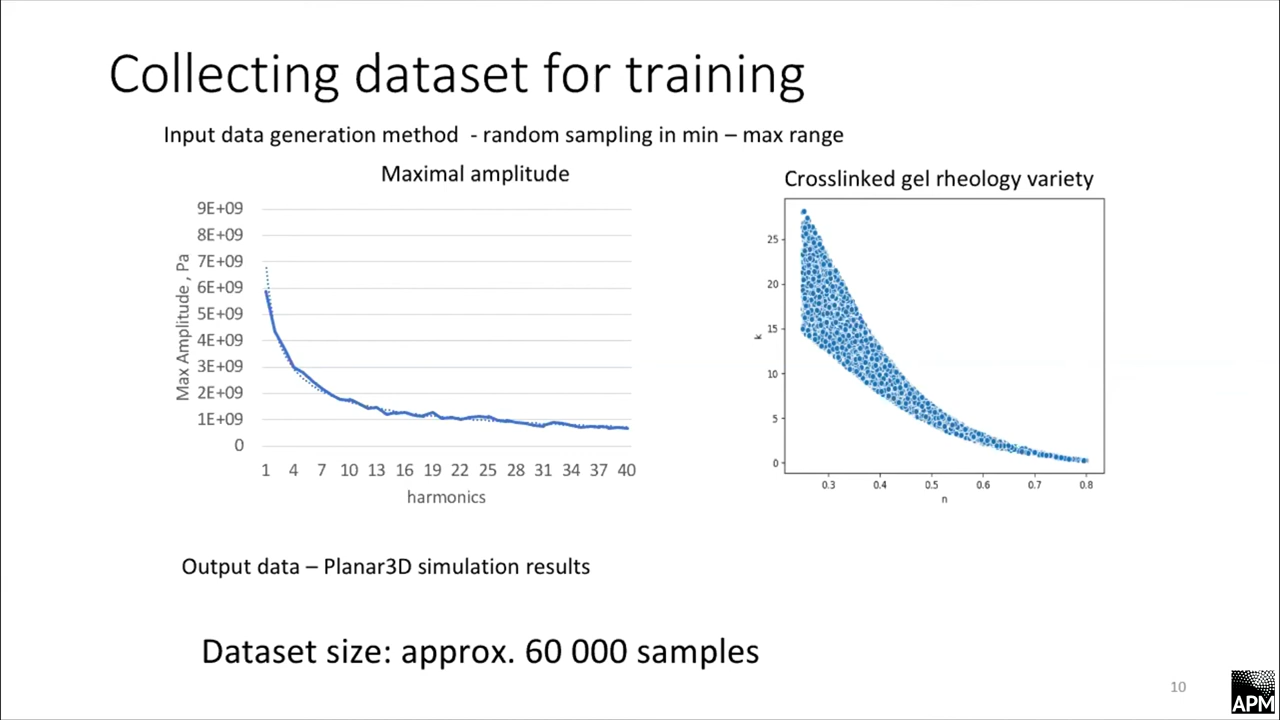 Collecting dataset for training
Input data generation method - random sampling in min – max range
Maximal amplitude
Max Amplitude , Pa
9E+09
8E+09
7E+09
6E+09
5E+09
4E+09
3E+09
2E+09
1E+09
0
1 4 7 10 13 16 19 22 25 28 31 34 37 40
harmonics
Crosslinked gel rheology variety
k
25
20
15
10
5
0
0.3 0.4 0.5 0.6 0.7 0.8
n
Output data – Planar3D simulation results
Dataset size: approx. 60 000 samples
10
APM